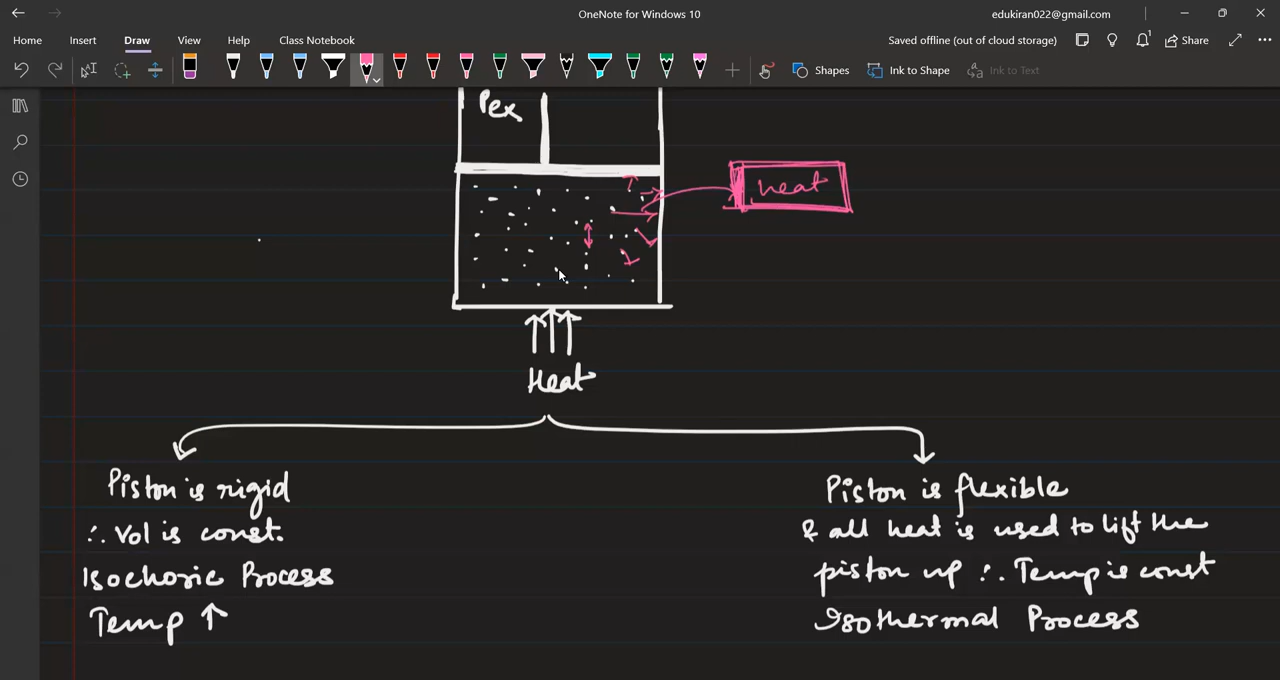 OneNote for Windows 10
edukiran022@gmail.com
Home Insert Draw View Help Class Notebook
Saved offline (out of cloud storage)
Share
Shapes
Ink to Shape
Ink to Text
Pex
heat
Heat
Piston is rigid
∴ Vol is const.
Isochoric Process
Temp ↑
Piston is flexible
& all heat is used to lift the
piston up ∴ Temp is const
Isothermal Process